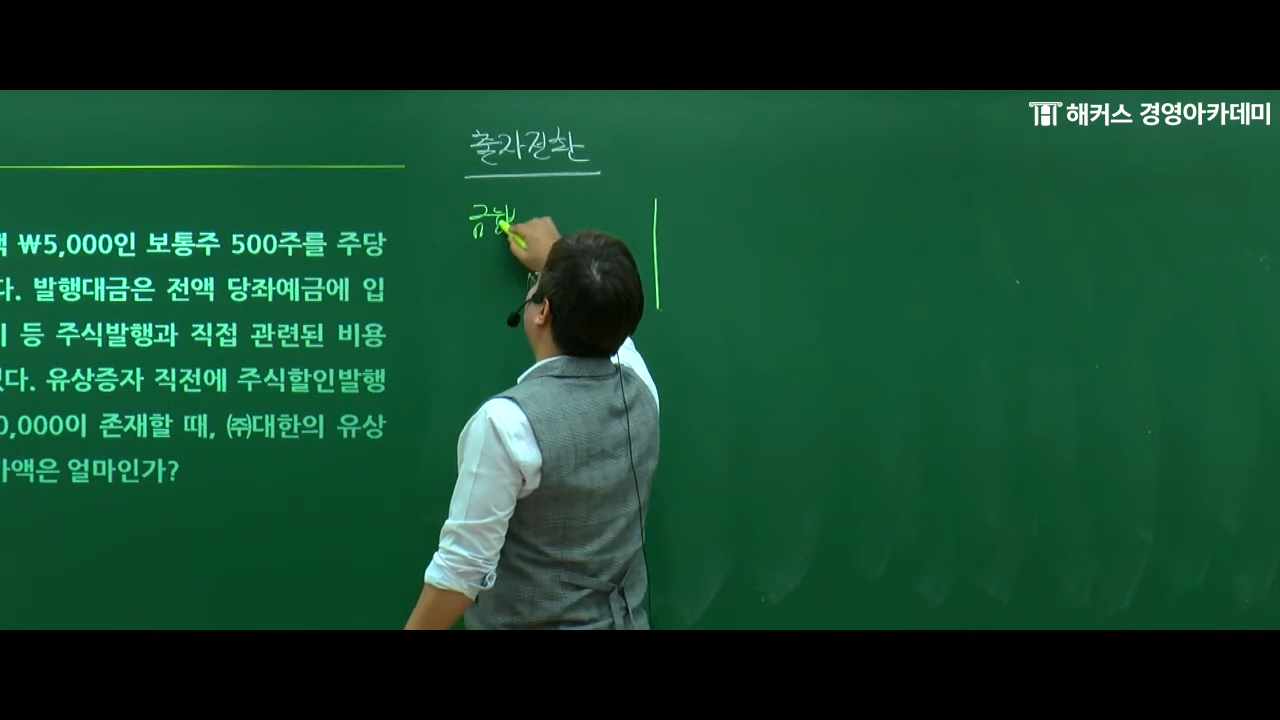 해커스 경영아카데미
출자전환
액 ₩5,000인 보통주 500주를 주당
다. 발행대금은 전액 당좌예금에 입
등 주식발행과 직접 관련된 비용
다. 유상증자 직전에 주식할인발행
0,000이 존재할 때, ㈜대한의 유상
가액은 얼마인가?